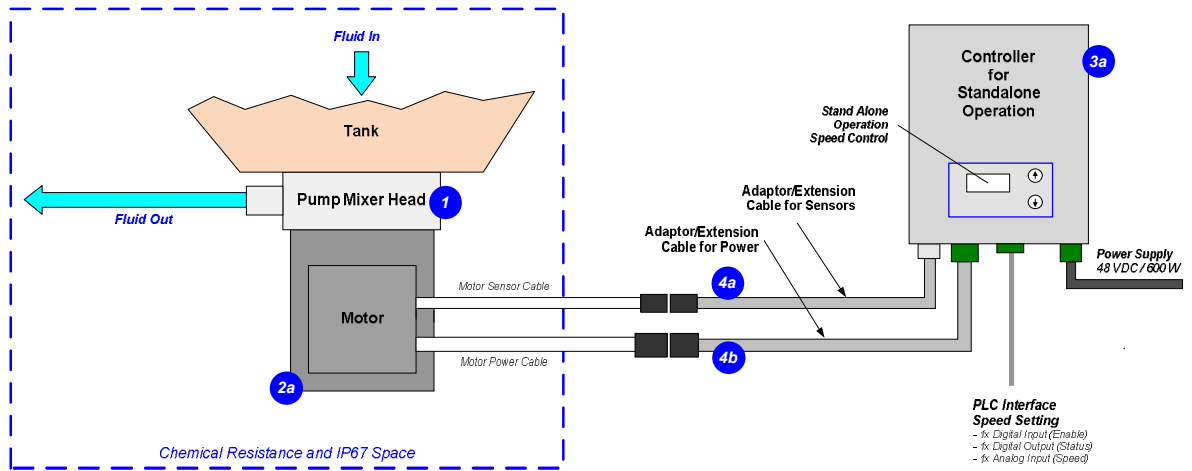 Fluid In
Tank
Pump Mixer Head
1
Fluid Out
Motor Sensor Cable
Motor
Motor Power Cable
2a
Chemical Resistance and IP67 Space
Controller
for
Standalone
Operation
3a
Stand Alone
Operation
Speed Control
Adaptor/Extension
Cable for Sensors
Adaptor/Extension
Cable for Power
4a
4b
Power Supply
48 VDC / 600 W
PLC Interface
Speed Setting
- 1x Digital Input (Enable)
- 1x Digital Output (Status)
- 1x Analog Input (Speed)